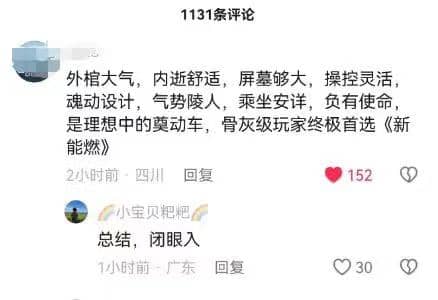 1131条评论
外棺大气，内逝舒适，屏墓够大，操控灵活，
魂动设计，气势陵人，乘坐安详，负有使命，
是理想中的奠动车，骨灰级玩家终极首选《新
能燃》
2小时前·四川 回复 152
🌈小宝贝粑粑🌈
总结，闭眼入
1小时前·广东 回复 30